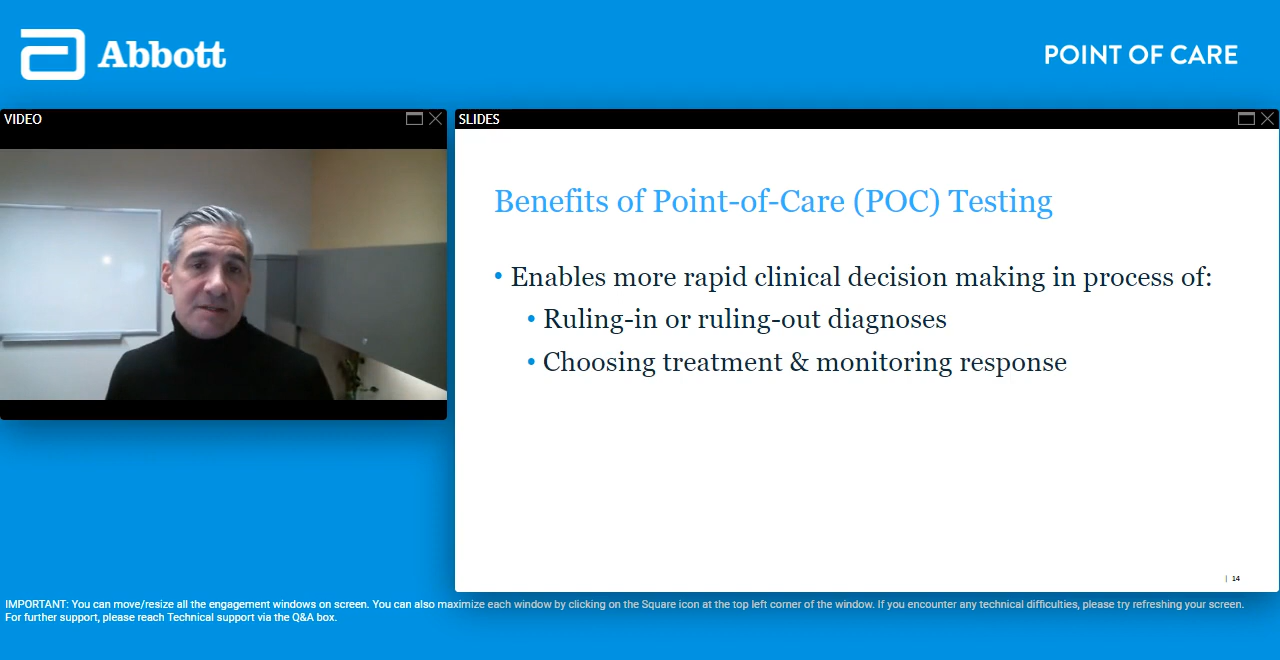 Abbott
POINT OF CARE
VIDEO
SLIDES
Benefits of Point-of-Care (POC) Testing
• Enables more rapid clinical decision making in process of:
• Ruling-in or ruling-out diagnoses
• Choosing treatment & monitoring response
| 14
IMPORTANT: You can move/resize all the engagement windows on screen. You can also maximize each window by clicking on the Square icon at the top left corner of the window. If you encounter any technical difficulties, please try refreshing your screen.
For further support, please reach Technical support via the Q&A box.